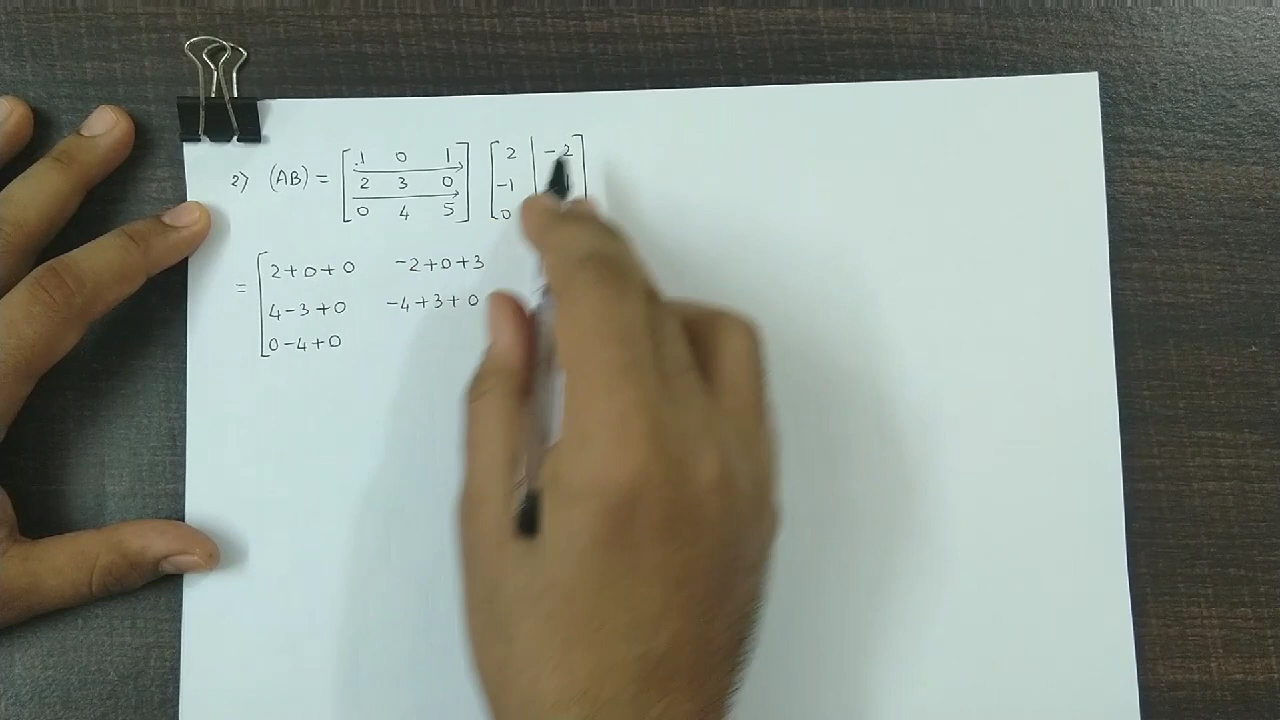 2) (AB) = [1 0 1] [2 | -2]
[2 3 0] [-1 |
[0 4 5] [0
= [2+0+0 -2+0+3
4-3+0 -4+3+0
0-4+0